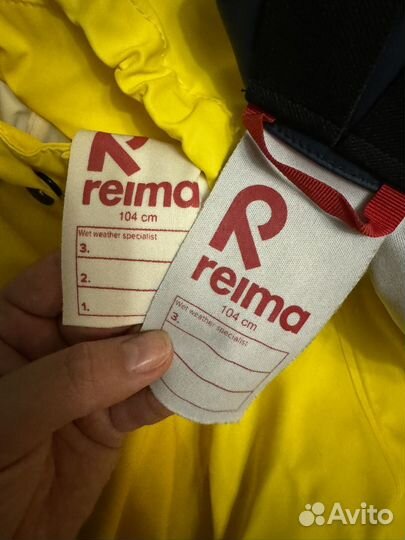 reima
104 cm
Wet weather specialist
3.
2.
1.
reima
104 cm
Wet weather specialist
3.
Avito